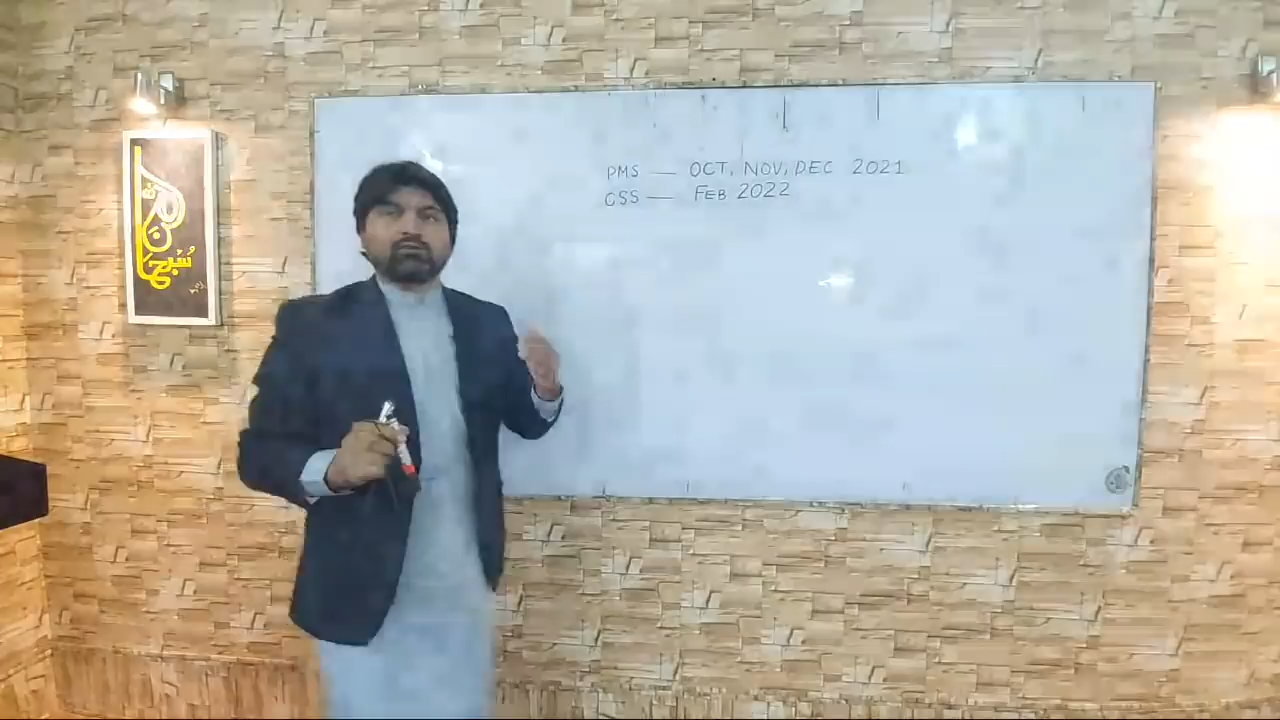 PMS — OCT, NOV, DEC 2021
CSS — FEB 2022